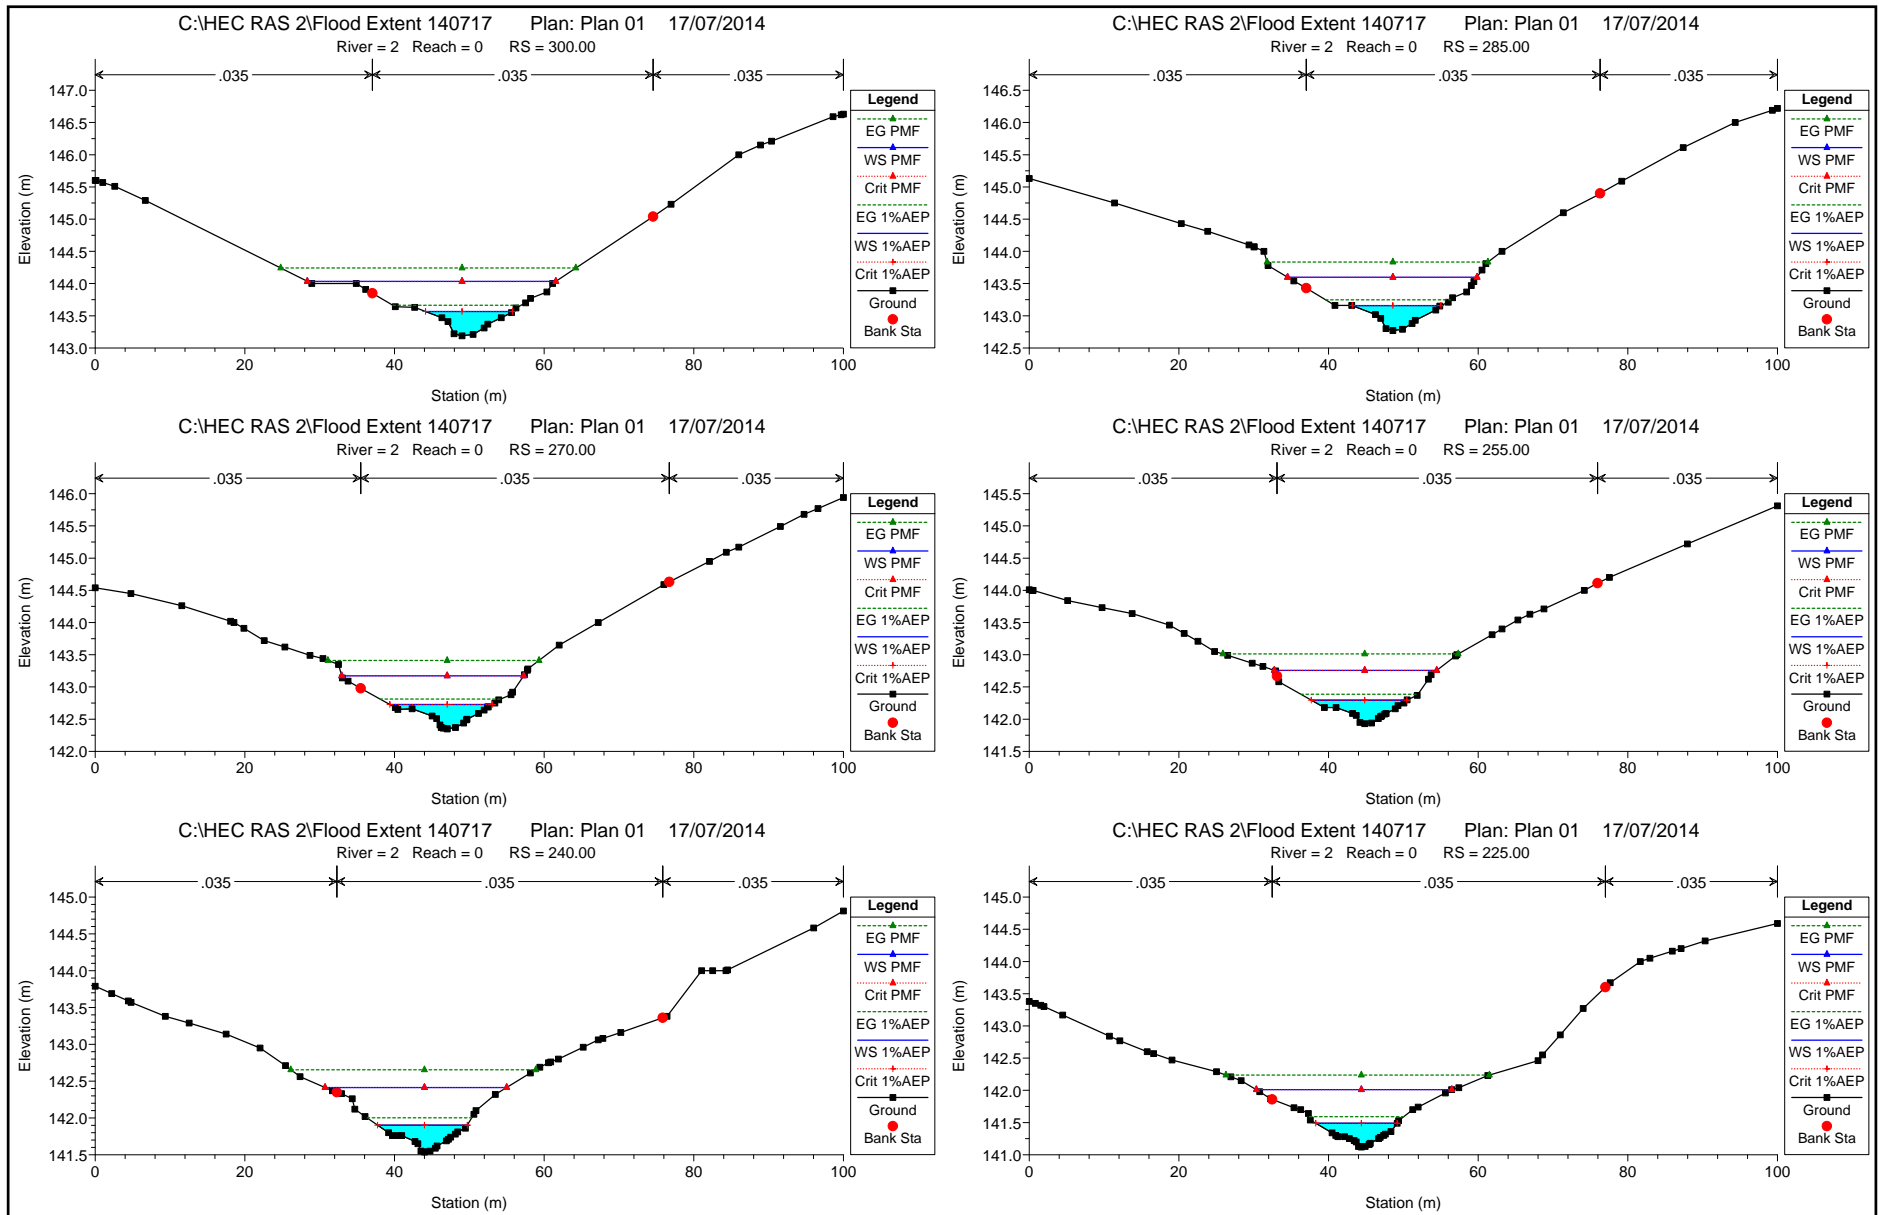 C:\HEC RAS 2\Flood Extent 140717 Plan: Plan 01 17/07/2014
River = 2 Reach = 0 RS = 300.00
.035 .035 .035
147.0
146.5
146.0
145.5
145.0
144.5
144.0
143.5
143.0
Elevation (m)
0 20 40 60 80 100
Station (m)
Legend
EG PMF
WS PMF
Crit PMF
EG 1%AEP
WS 1%AEP
Crit 1%AEP
Ground
Bank Sta
C:\HEC RAS 2\Flood Extent 140717 Plan: Plan 01 17/07/2014
River = 2 Reach = 0 RS = 285.00
.035 .035 .035
146.5
146.0
145.5
145.0
144.5
144.0
143.5
143.0
142.5
Elevation (m)
0 20 40 60 80 100
Station (m)
Legend
EG PMF
WS PMF
Crit PMF
EG 1%AEP
WS 1%AEP
Crit 1%AEP
Ground
Bank Sta
C:\HEC RAS 2\Flood Extent 140717 Plan: Plan 01 17/07/2014
River = 2 Reach = 0 RS = 270.00
.035 .035 .035
146.0
145.5
145.0
144.5
144.0
143.5
143.0
142.5
142.0
Elevation (m)
0 20 40 60 80 100
Station (m)
Legend
EG PMF
WS PMF
Crit PMF
EG 1%AEP
WS 1%AEP
Crit 1%AEP
Ground
Bank Sta
C:\HEC RAS 2\Flood Extent 140717 Plan: Plan 01 17/07/2014
River = 2 Reach = 0 RS = 255.00
.035 .035 .035
145.5
145.0
144.5
144.0
143.5
143.0
142.5
142.0
141.5
Elevation (m)
0 20 40 60 80 100
Station (m)
Legend
EG PMF
WS PMF
Crit PMF
EG 1%AEP
WS 1%AEP
Crit 1%AEP
Ground
Bank Sta
C:\HEC RAS 2\Flood Extent 140717 Plan: Plan 01 17/07/2014
River = 2 Reach = 0 RS = 240.00
.035 .035 .035
145.0
144.5
144.0
143.5
143.0
142.5
142.0
141.5
Elevation (m)
0 20 40 60 80 100
Station (m)
Legend
EG PMF
WS PMF
Crit PMF
EG 1%AEP
WS 1%AEP
Crit 1%AEP
Ground
Bank Sta
C:\HEC RAS 2\Flood Extent 140717 Plan: Plan 01 17/07/2014
River = 2 Reach = 0 RS = 225.00
.035 .035 .035
145.0
144.5
144.0
143.5
143.0
142.5
142.0
141.5
141.0
Elevation (m)
0 20 40 60 80 100
Station (m)
Legend
EG PMF
WS PMF
Crit PMF
EG 1%AEP
WS 1%AEP
Crit 1%AEP
Ground
Bank Sta